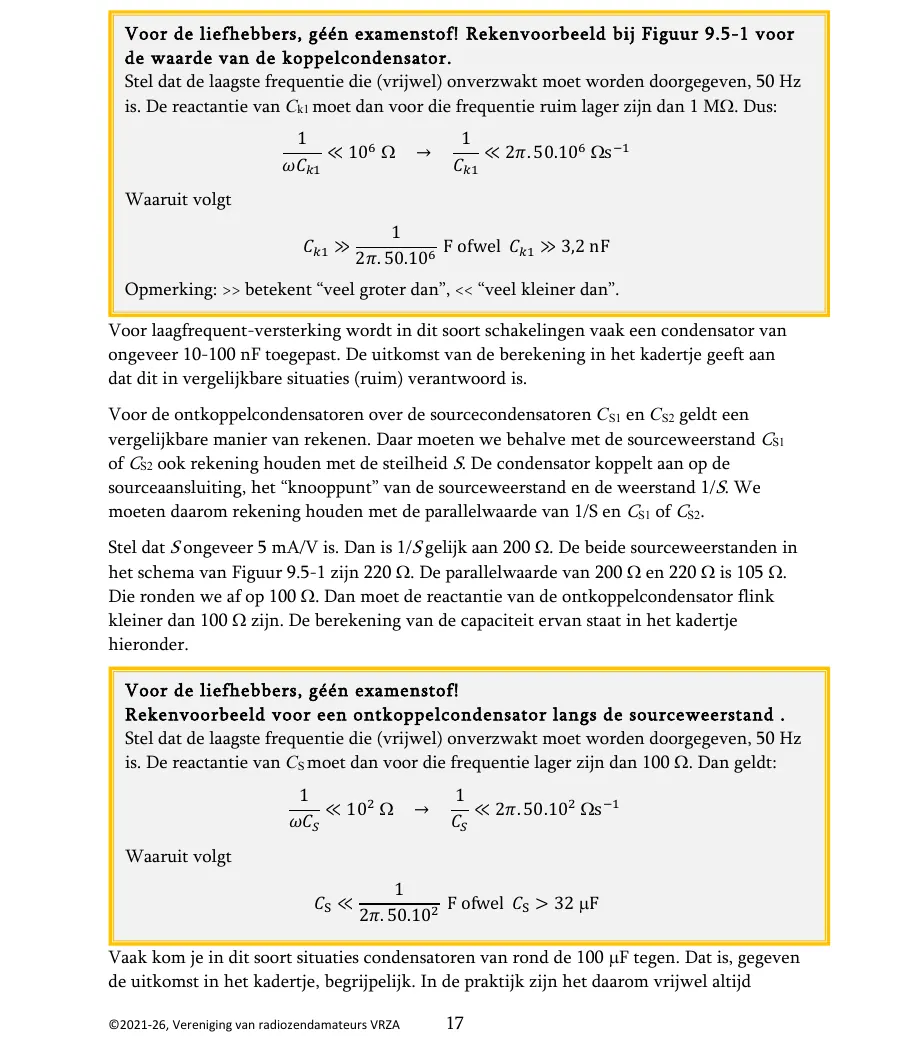 Voor de liefhebbers, géén examenstof! Rekenvoorbeeld bij Figuur 9.5-1 voor
de waarde van de koppelcondensator.
Stel dat de laagste frequentie die (vrijwel) onverzwakt moet worden doorgegeven, 50 Hz
is. De reactantie van Ck1 moet dan voor die frequentie ruim lager zijn dan 1 MΩ. Dus:
1/(ωCk1) ≪ 10⁶ Ω → 1/Ck1 ≪ 2π.50.10⁶ Ωs⁻¹
Waaruit volgt
Ck1 ≫ 1/(2π.50.10⁶) F ofwel Ck1 ≫ 3,2 nF
Opmerking: >> betekent “veel groter dan”, << “veel kleiner dan”.
Voor laagfrequent-versterking wordt in dit soort schakelingen vaak een condensator van
ongeveer 10-100 nF toegepast. De uitkomst van de berekening in het kadertje geeft aan
dat dit in vergelijkbare situaties (ruim) verantwoord is.
Voor de ontkoppelcondensatoren over de sourcecondensatoren CS1 en CS2 geldt een
vergelijkbare manier van rekenen. Daar moeten we behalve met de sourceweerstand CS1
of CS2 ook rekening houden met de steilheid S. De condensator koppelt aan op de
sourceaansluiting, het “knooppunt” van de sourceweerstand en de weerstand 1/S. We
moeten daarom rekening houden met de parallelwaarde van 1/S en CS1 of CS2.
Stel dat S ongeveer 5 mA/V is. Dan is 1/S gelijk aan 200 Ω. De beide sourceweerstanden in
het schema van Figuur 9.5-1 zijn 220 Ω. De parallelwaarde van 200 Ω en 220 Ω is 105 Ω.
Die ronden we af op 100 Ω. Dan moet de reactantie van de ontkoppelcondensator flink
kleiner dan 100 Ω zijn. De berekening van de capaciteit ervan staat in het kadertje
hieronder.
Voor de liefhebbers, géén examenstof!
Rekenvoorbeeld voor een ontkoppelcondensator langs de sourceweerstand .
Stel dat de laagste frequentie die (vrijwel) onverzwakt moet worden doorgegeven, 50 Hz
is. De reactantie van CS moet dan voor die frequentie lager zijn dan 100 Ω. Dan geldt:
1/(ωCS) ≪ 10² Ω → 1/CS ≪ 2π.50.10² Ωs⁻¹
Waaruit volgt
CS ≪ 1/(2π.50.10²) F ofwel CS > 32 μF
Vaak kom je in dit soort situaties condensatoren van rond de 100 μF tegen. Dat is, gegeven
de uitkomst in het kadertje, begrijpelijk. In de praktijk zijn het daarom vrijwel altijd
©2021-26, Vereniging van radiozendamateurs VRZA 17